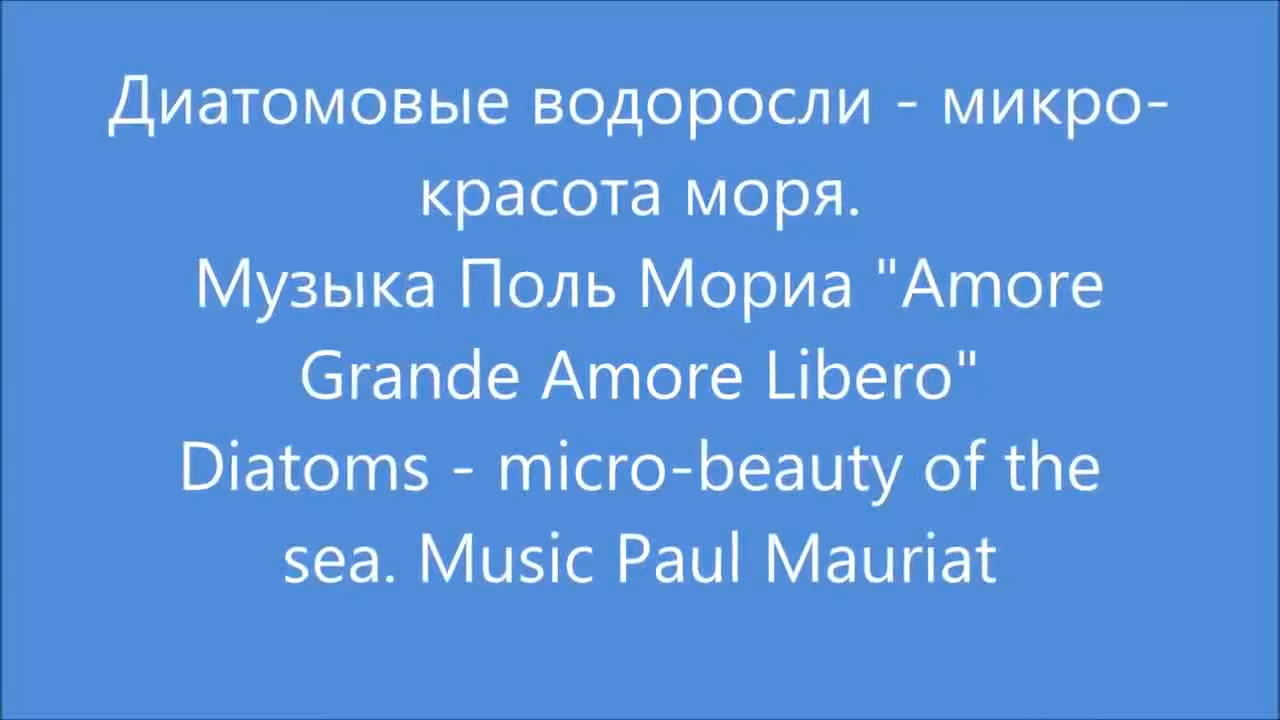 Диатомовые водоросли - микро-
красота моря.
Музыка Поль Мориа "Amore
Grande Amore Libero"
Diatoms - micro-beauty of the
sea. Music Paul Mauriat